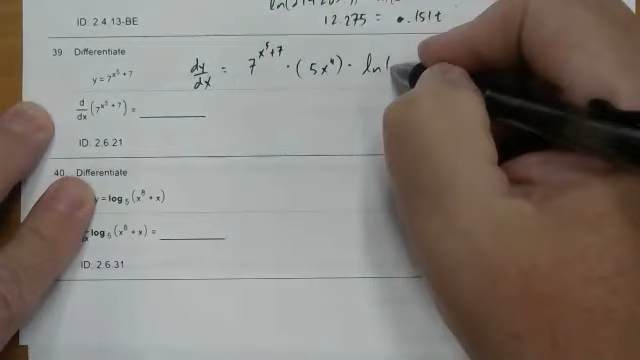 12.275 = 0.151t
ID: 2.4.13-BE
39 Differentiate
y = 7^{x^5 + 7}
dy/dx = 7^{x^5+7} · (5x^4) · ln(
d/dx (7^{x^5 + 7}) = ________
ID: 2.6.21
40. Differentiate
y = log_5 (x^8 + x)
log_5 (x^8 + x) = ________
ID: 2.6.31